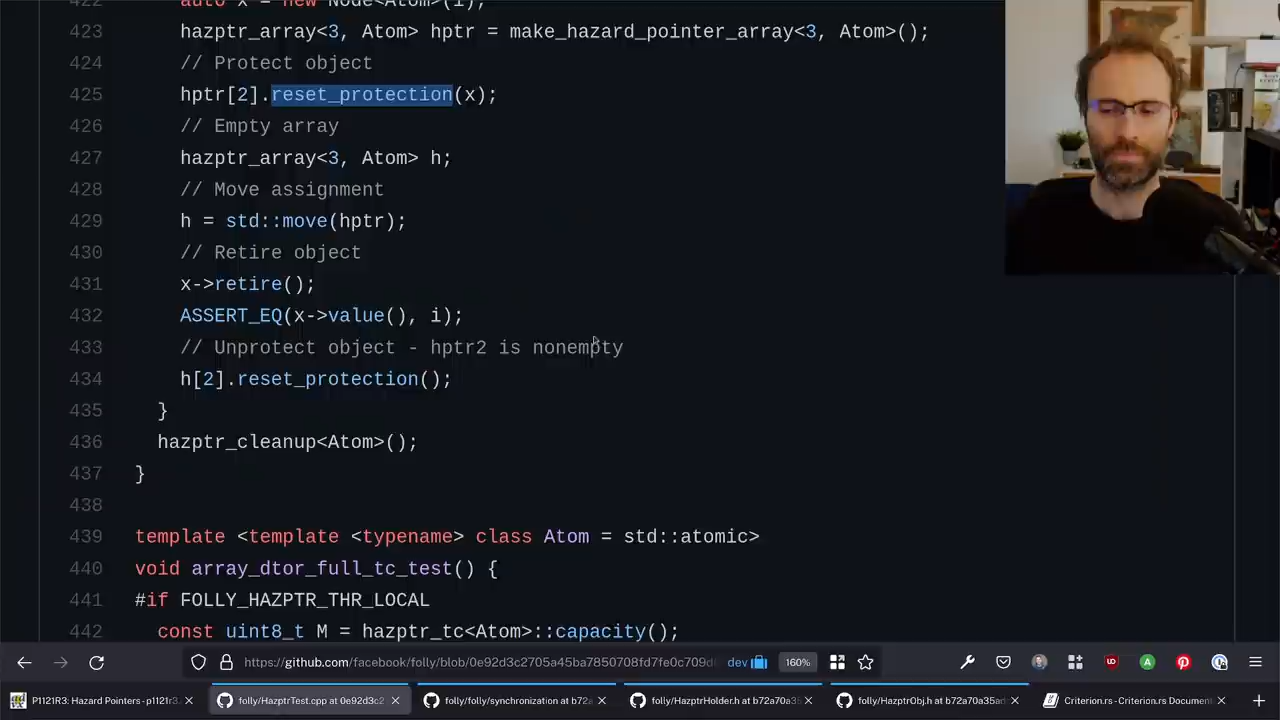 422 auto x = new Node<Atom>(i);
423 hazptr_array<3, Atom> hptr = make_hazard_pointer_array<3, Atom>();
424 // Protect object
425 hptr[2].reset_protection(x);
426 // Empty array
427 hazptr_array<3, Atom> h;
428 // Move assignment
429 h = std::move(hptr);
430 // Retire object
431 x->retire();
432 ASSERT_EQ(x->value(), i);
433 // Unprotect object - hptr2 is nonempty
434 h[2].reset_protection();
435 }
436 hazptr_cleanup<Atom>();
437 }
438
439 template <template <typename> class Atom = std::atomic>
440 void array_dtor_full_tc_test() {
441 #if FOLLY_HAZPTR_THR_LOCAL
442 const uint8_t M = hazptr_tc<Atom>::capacity();
https://github.com/facebook/folly/blob/0e92d3c2705a45ba7850708fd7fe0c709d dev 160%
P1121R3: Hazard Pointers - p1121r3. folly/HazptrTest.cpp at 0e92d3c2 folly/folly/synchronization at b72a folly/HazptrHolder.h at b72a70a35 folly/HazptrObj.h at b72a70a35ad Criterion.rs - Criterion.rs Document